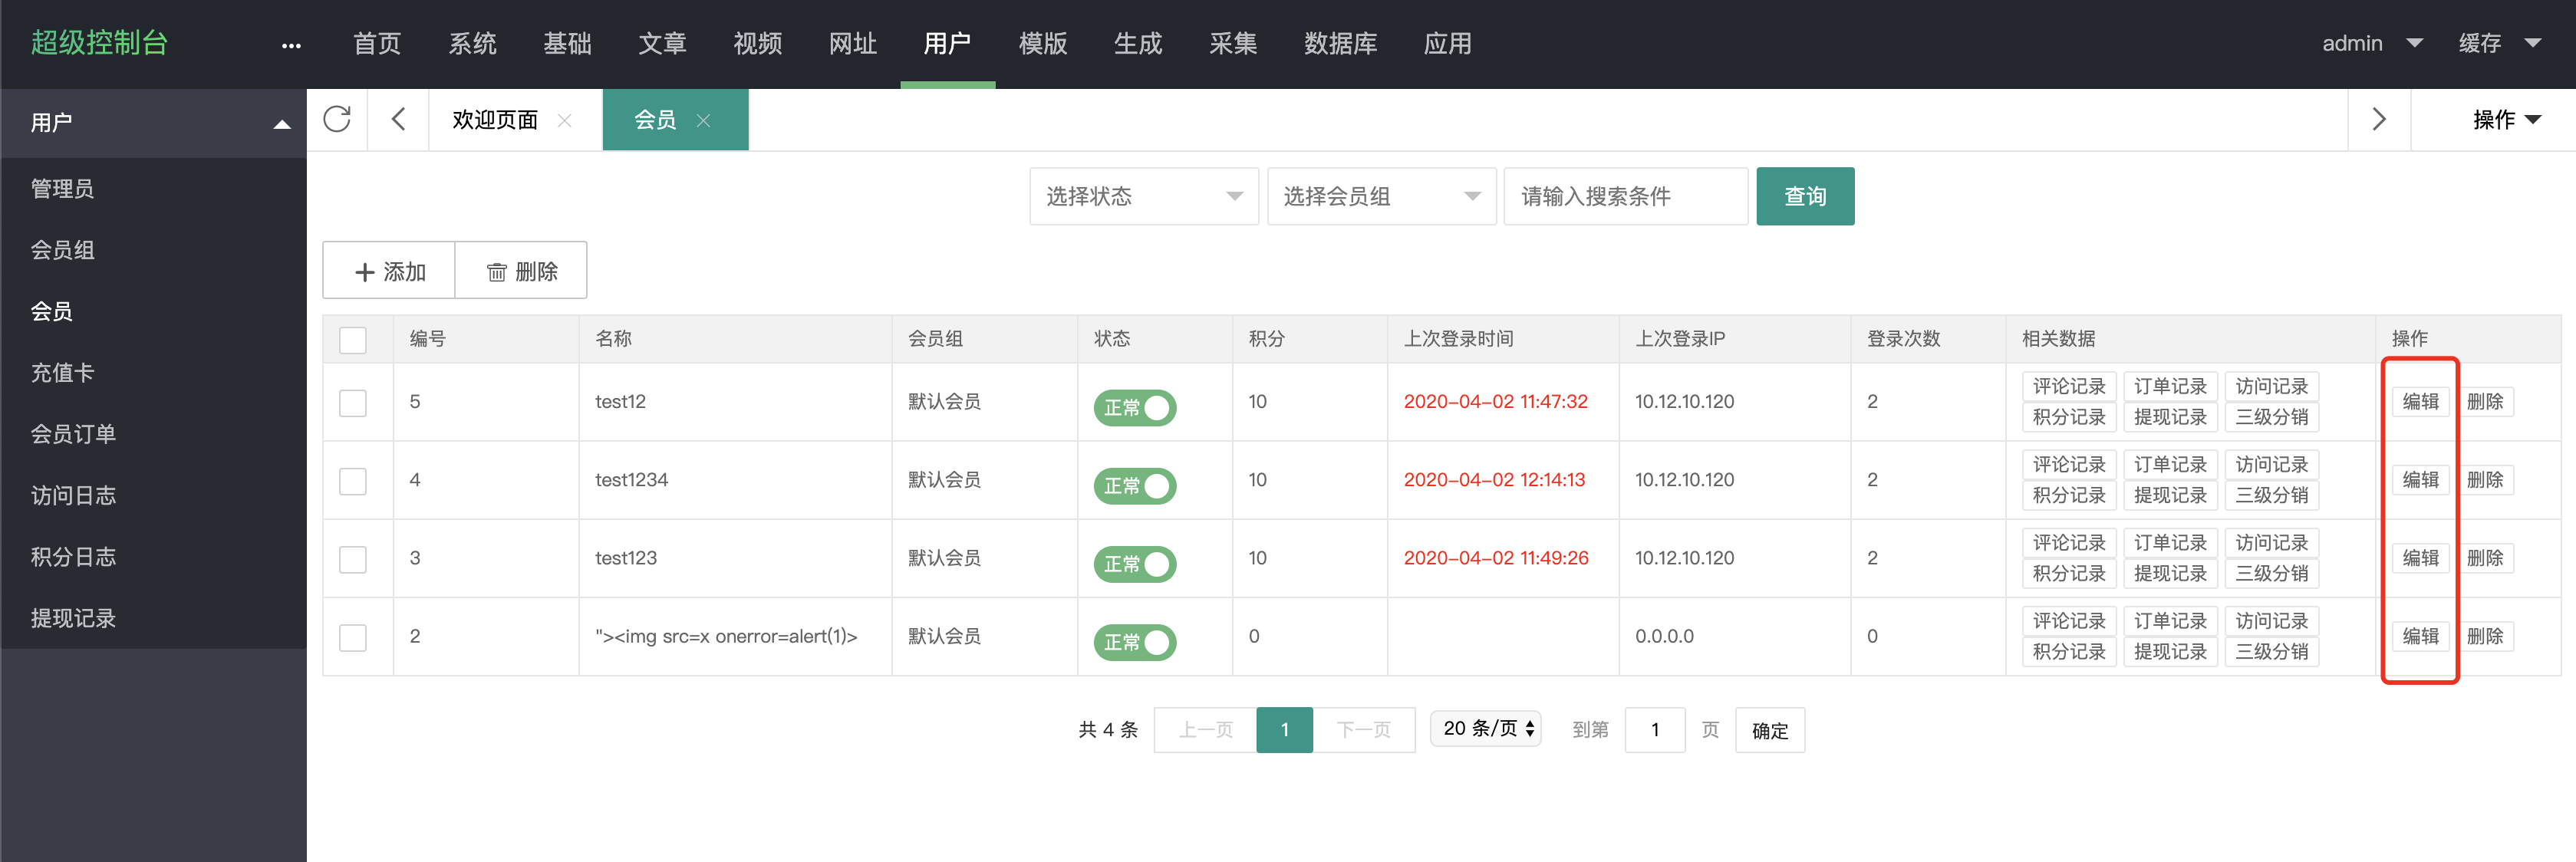 超级控制台 ... 首页 系统 基础 文章 视频 网址 用户 模版 生成 采集 数据库 应用 admin 缓存
用户
管理员
会员组
会员
充值卡
会员订单
访问日志
积分日志
提现记录
欢迎页面 会员 操作
选择状态 选择会员组 请输入搜索条件 查询
添加 删除
编号 名称 会员组 状态 积分 上次登录时间 上次登录IP 登录次数 相关数据 操作
5 test12 默认会员 正常 10 2020-04-02 11:47:32 10.12.10.120 2 评论记录 订单记录 访问记录 编辑 删除
积分记录 提现记录 三级分销
4 test1234 默认会员 正常 10 2020-04-02 12:14:13 10.12.10.120 2 评论记录 订单记录 访问记录 编辑 删除
积分记录 提现记录 三级分销
3 test123 默认会员 正常 10 2020-04-02 11:49:26 10.12.10.120 2 评论记录 订单记录 访问记录 编辑 删除
积分记录 提现记录 三级分销
2 "><img src=x onerror=alert(1)> 默认会员 正常 0 0.0.0.0 0 评论记录 订单记录 访问记录 编辑 删除
积分记录 提现记录 三级分销
共 4 条 上一页 1 下一页 20 条/页 到第 1 页 确定